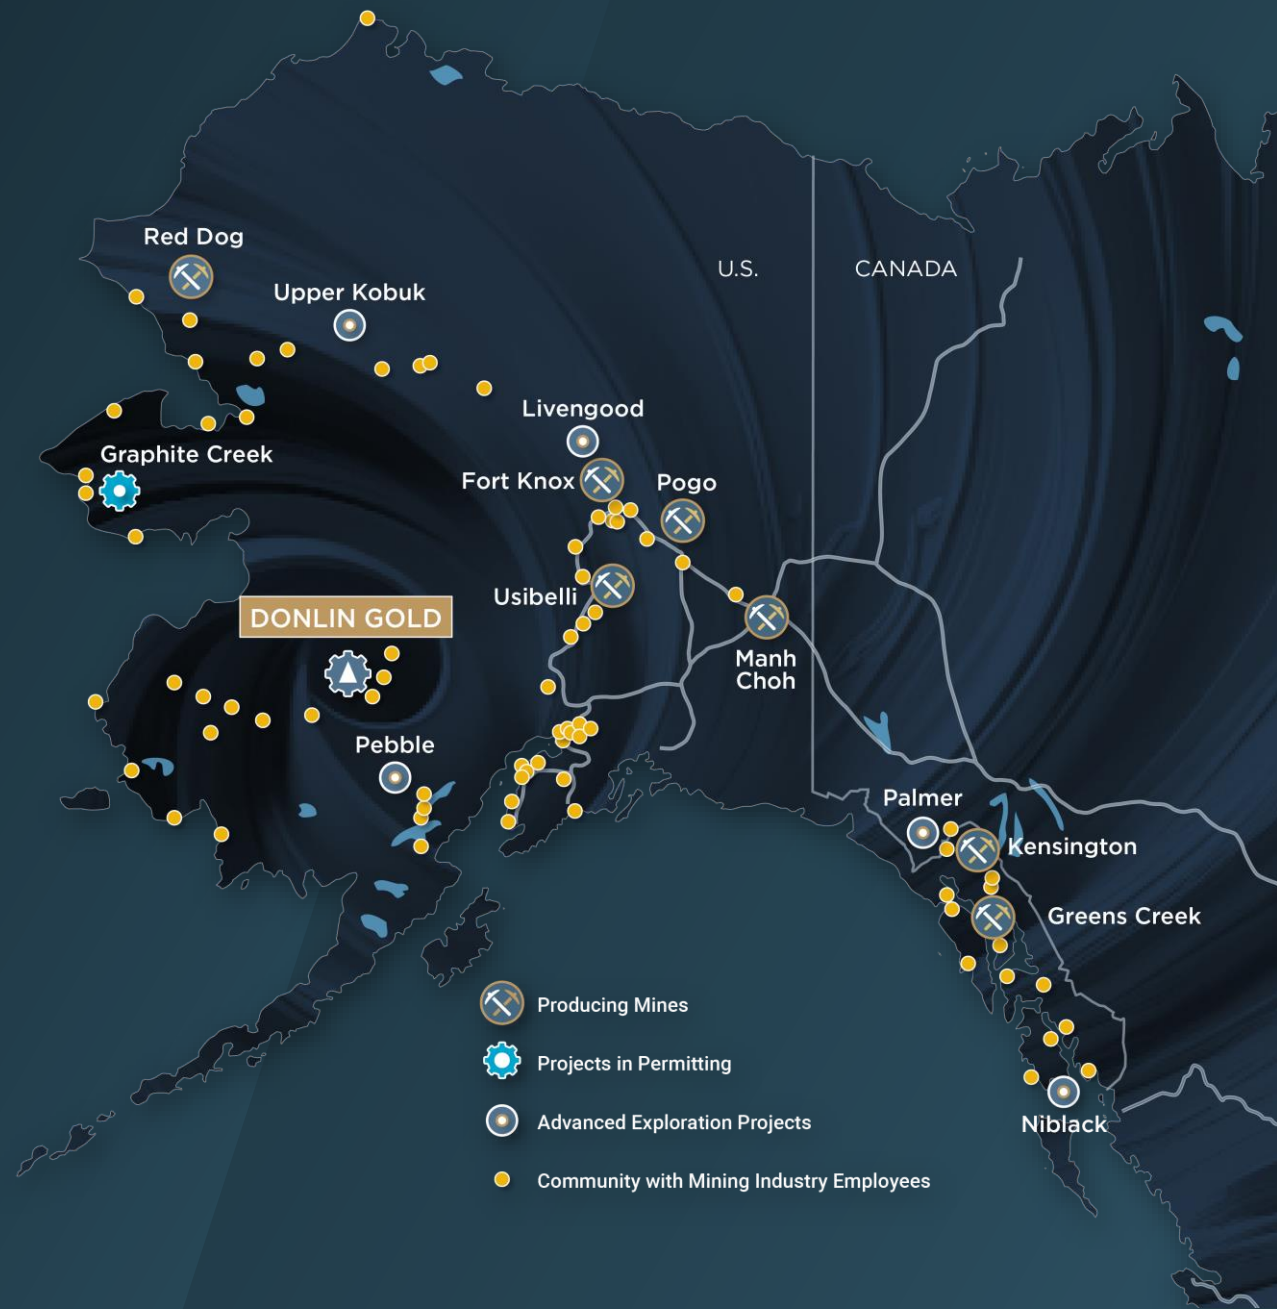 Red Dog
Upper Kobuk
U.S.
CANADA
Livengood
Graphite Creek
Fort Knox
Pogo
Usibelli
DONLIN GOLD
Manh
Choh
Pebble
Palmer
Kensington
Greens Creek
Niblack
Producing Mines
Projects in Permitting
Advanced Exploration Projects
Community with Mining Industry Employees